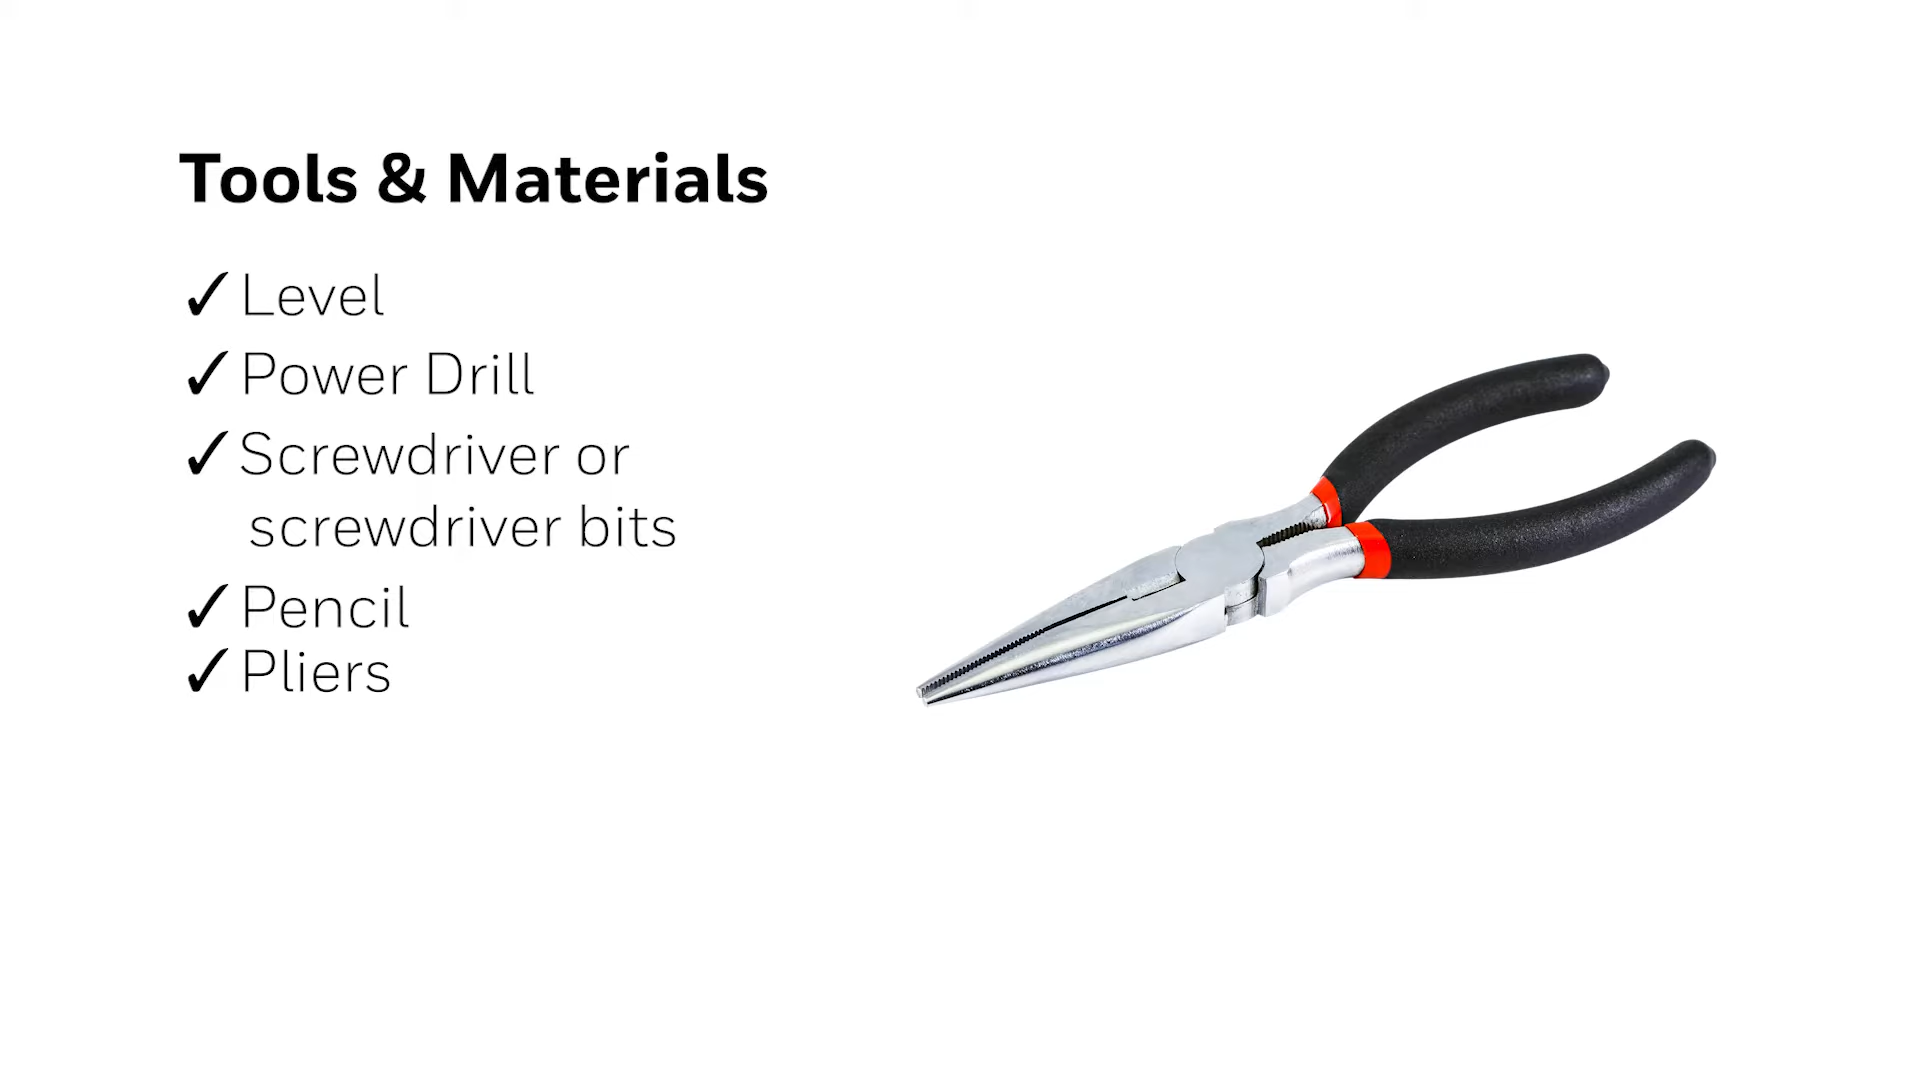 Tools & Materials
✓ Level
✓ Power Drill
✓ Screwdriver or
screwdriver bits
✓ Pencil
✓ Pliers